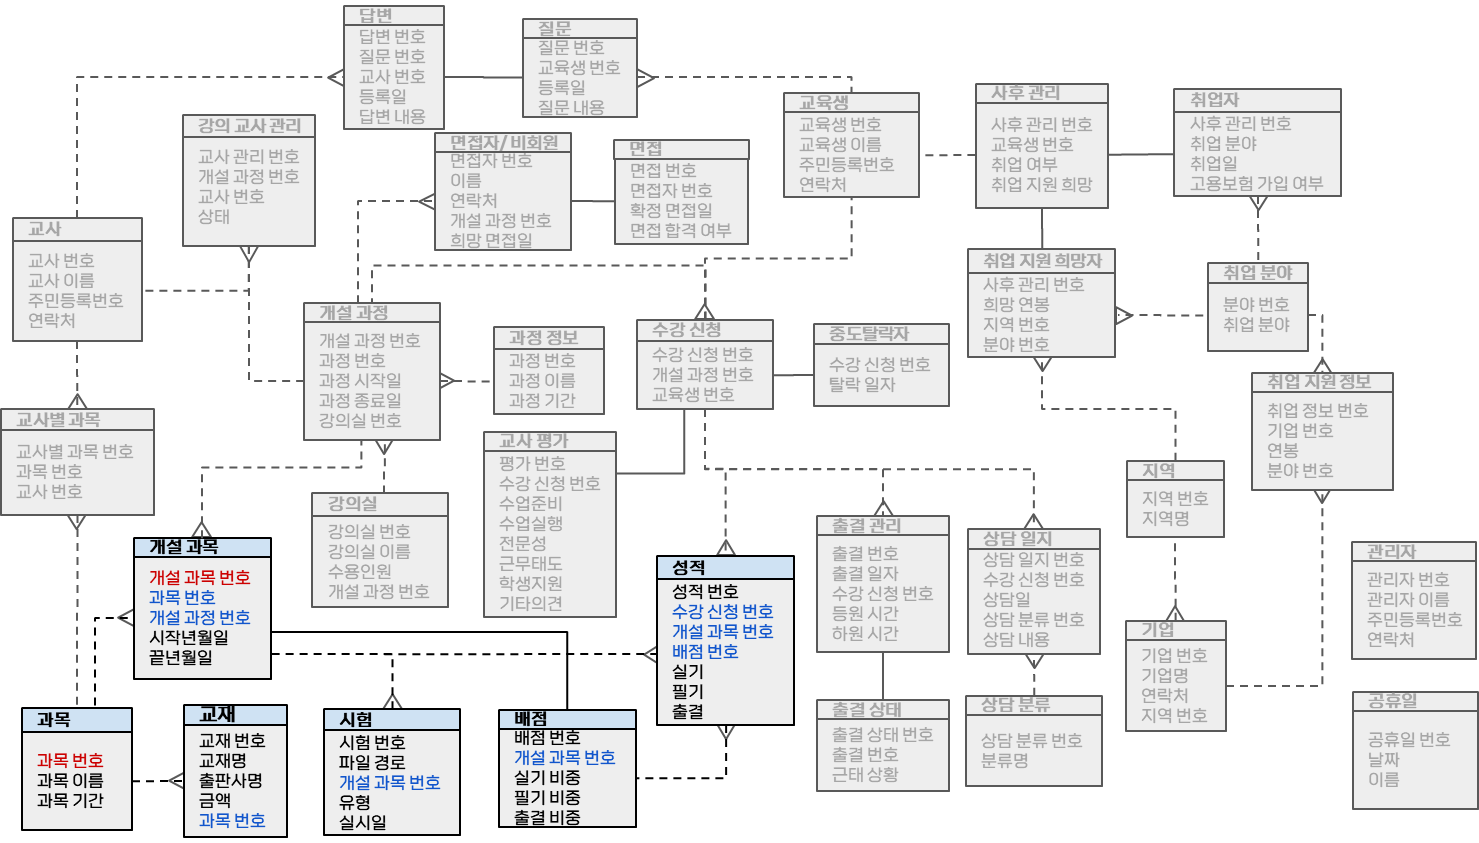 답변
답변 번호
질문 번호
교사 번호
등록일
답변 내용
질문
질문 번호
교육생 번호
등록일
질문 내용
교육생
교육생 번호
교육생 이름
주민등록번호
연락처
사후 관리
사후 관리 번호
교육생 번호
취업 여부
취업 지원 희망
취업자
사후 관리 번호
취업 분야
취업일
고용보험 가입 여부
강의 교사 관리
교사 관리 번호
개설 과정 번호
교사 번호
상태
면접자/ 비회원
면접자 번호
이름
연락처
개설 과정 번호
희망 면접일
면접
면접 번호
면접자 번호
확정 면접일
면접 합격 여부
교사
교사 번호
교사 이름
주민등록번호
연락처
취업 지원 희망자
사후 관리 번호
희망 연봉
지역 번호
분야 번호
취업 분야
분야 번호
취업 분야
개설 과정
개설 과정 번호
과정 번호
과정 시작일
과정 종료일
강의실 번호
과정 정보
과정 번호
과정 이름
과정 기간
수강 신청
수강 신청 번호
개설 과정 번호
교육생 번호
중도탈락자
수강 신청 번호
탈락 일자
취업 지원 정보
취업 정보 번호
기업 번호
연봉
분야 번호
교사별 과목
교사별 과목 번호
과목 번호
교사 번호
교사 평가
평가 번호
수강 신청 번호
수업준비
수업실행
전문성
근무태도
학생지원
기타의견
지역
지역 번호
지역명
강의실
강의실 번호
강의실 이름
수용인원
개설 과정 번호
출결 관리
출결 번호
출결 일자
수강 신청 번호
등원 시간
하원 시간
상담 일지
상담 일지 번호
수강 신청 번호
상담일
상담 분류 번호
상담 내용
개설 과목
개설 과목 번호
과목 번호
개설 과정 번호
시작년월일
끝년월일
성적
성적 번호
수강 신청 번호
개설 과목 번호
배점 번호
실기
필기
출결
관리자
관리자 번호
관리자 이름
주민등록번호
연락처
기업
기업 번호
기업명
연락처
지역 번호
과목
과목 번호
과목 이름
과목 기간
교재
교재 번호
교재명
출판사명
금액
과목 번호
시험
시험 번호
파일 경로
개설 과목 번호
유형
실시일
배점
배점 번호
개설 과목 번호
실기 비중
필기 비중
출결 비중
출결 상태
출결 상태 번호
출결 번호
근태 상황
상담 분류
상담 분류 번호
분류명
공휴일
공휴일 번호
날짜
이름